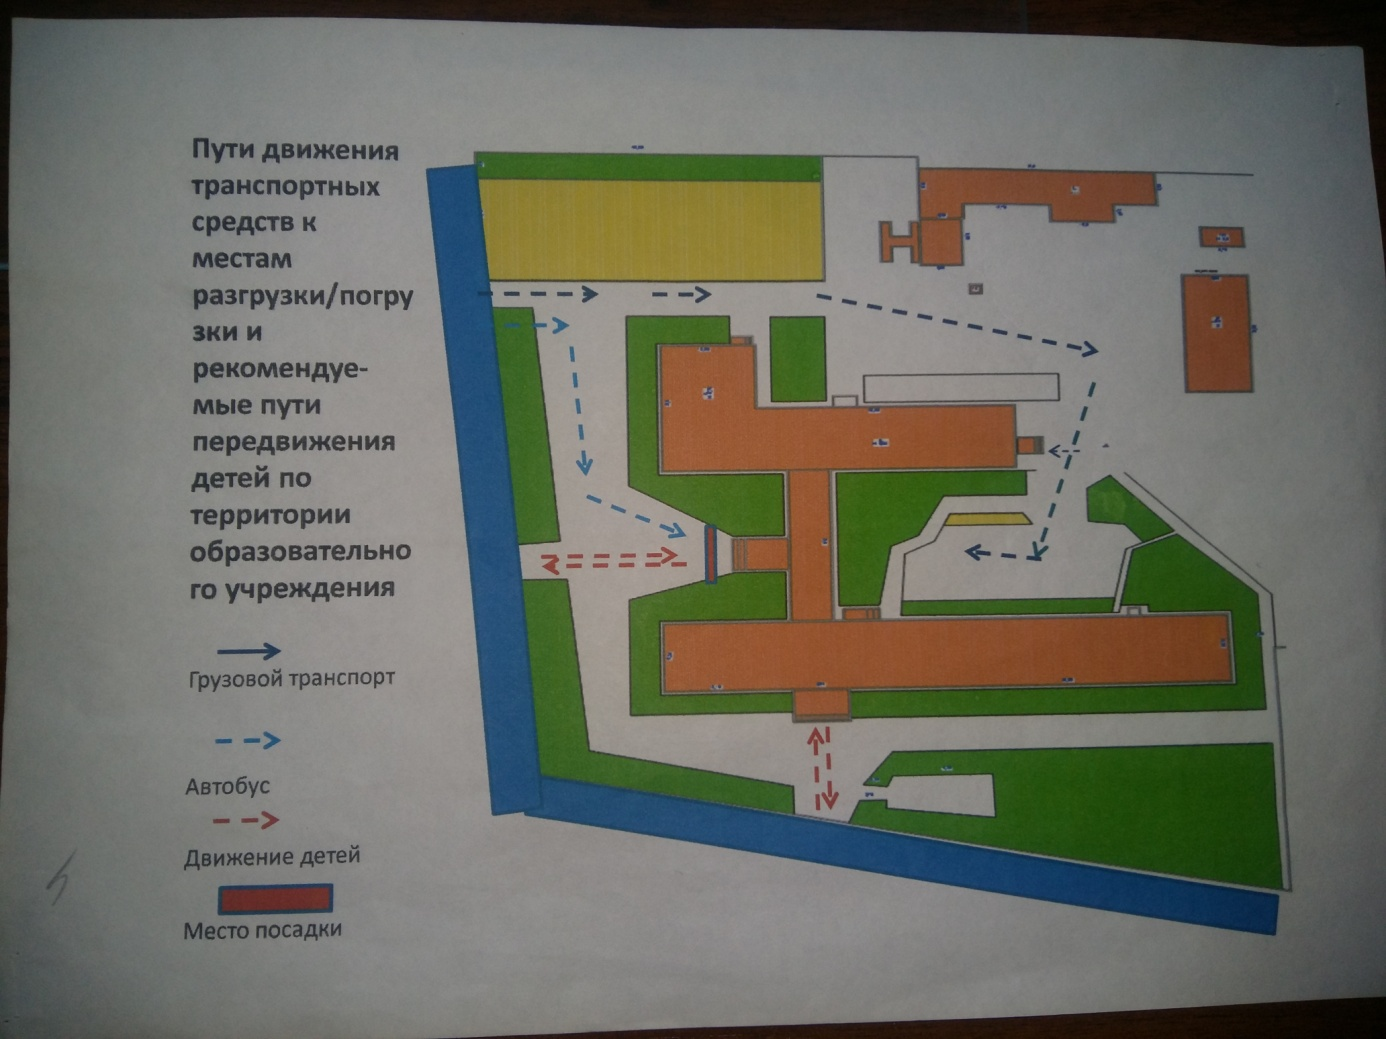 Пути движения
транспортных
средств к
местам
разгрузки/погру
зки и
рекомендуе-
мые пути
передвижения
детей по
территории
образовательно
го учреждения
Грузовой транспорт
Автобус
Движение детей
Место посадки